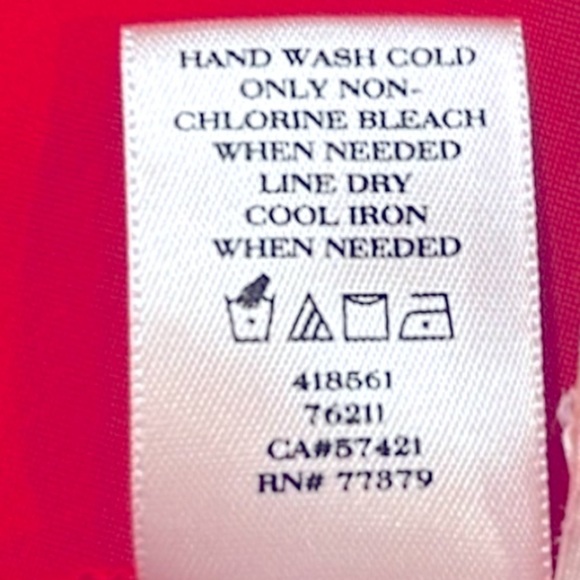 HAND WASH COLD
ONLY NON-
CHLORINE BLEACH
WHEN NEEDED
LINE DRY
COOL IRON
WHEN NEEDED
418561
76211
CA#57421
RN# 77379